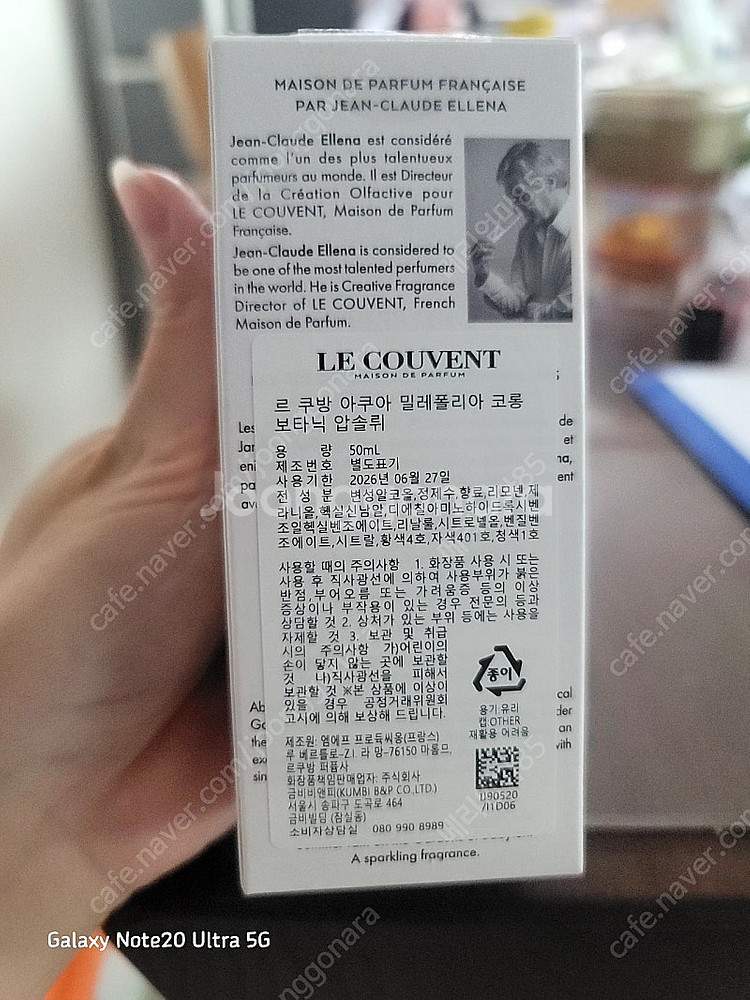 MAISON DE PARFUM FRANÇAISE
PAR JEAN-CLAUDE ELLENA
Jean-Claude Ellena est considéré
comme l'un des plus talentueux
parfumeurs au monde. Il est Directeur
de la Création Olfactive pour
LE COUVENT, Maison de Parfum
Française.
Jean-Claude Ellena is considered to
be one of the most talented perfumers
in the world. He is Creative Fragrance
Director of LE COUVENT, French
Maison de Parfum.
LE COUVENT
MAISON DE PARFUM
르 쿠방 아쿠아 밀레폴리아 코롱
보타닉 압솔뤼
용 량 50mL
제조번호 별도표기
사용기한 2026년 06월 27일
전 성 분 변성알코올,정제수,향료,리모넨,제
라니올,헥실신남알,디에칠아미노하이드록시벤
조일헥실벤조에이트,리날룰,시트로넬올,벤질벤
조에이트,시트랄,황색4호,자색401호,청색1호
사용할 때의 주의사항 1. 화장품 사용 시 또는
사용 후 직사광선에 의하여 사용부위가 붉은
반점,부어오름 또는 가려움증 등의 이상
증상이나 부작용이 있는 경우 전문의 등과
상담할 것 2. 상처가 있는 부위 등에는 사용을
자제할 것 3. 보관 및 취급
시의 주의사항 가)어린이의
손이 닿지 않는 곳에 보관할
것 나)직사광선을 피해서
보관할 것 ※본 상품에 이상이
있을 경우 공정거래위원회
고시에 의해 보상해 드립니다.
종이
용기:유리
캡:OTHER
재활용 어려움
제조원: 엠에프 프로듁씨옹(프랑스)
루 베르틀로-Z.I. 라 망-76150 마롬므,
르쿠방 퍼퓸사
화장품책임판매업자: 주식회사
금비비앤피(KUMBI B&P CO.,LTD.)
서울시 송파구 도곡로 464
금비빌딩 (잠실동)
소비자상담실 080 990 8989
1J90520
/11D06
A sparkling fragrance.
Galaxy Note20 Ultra 5G